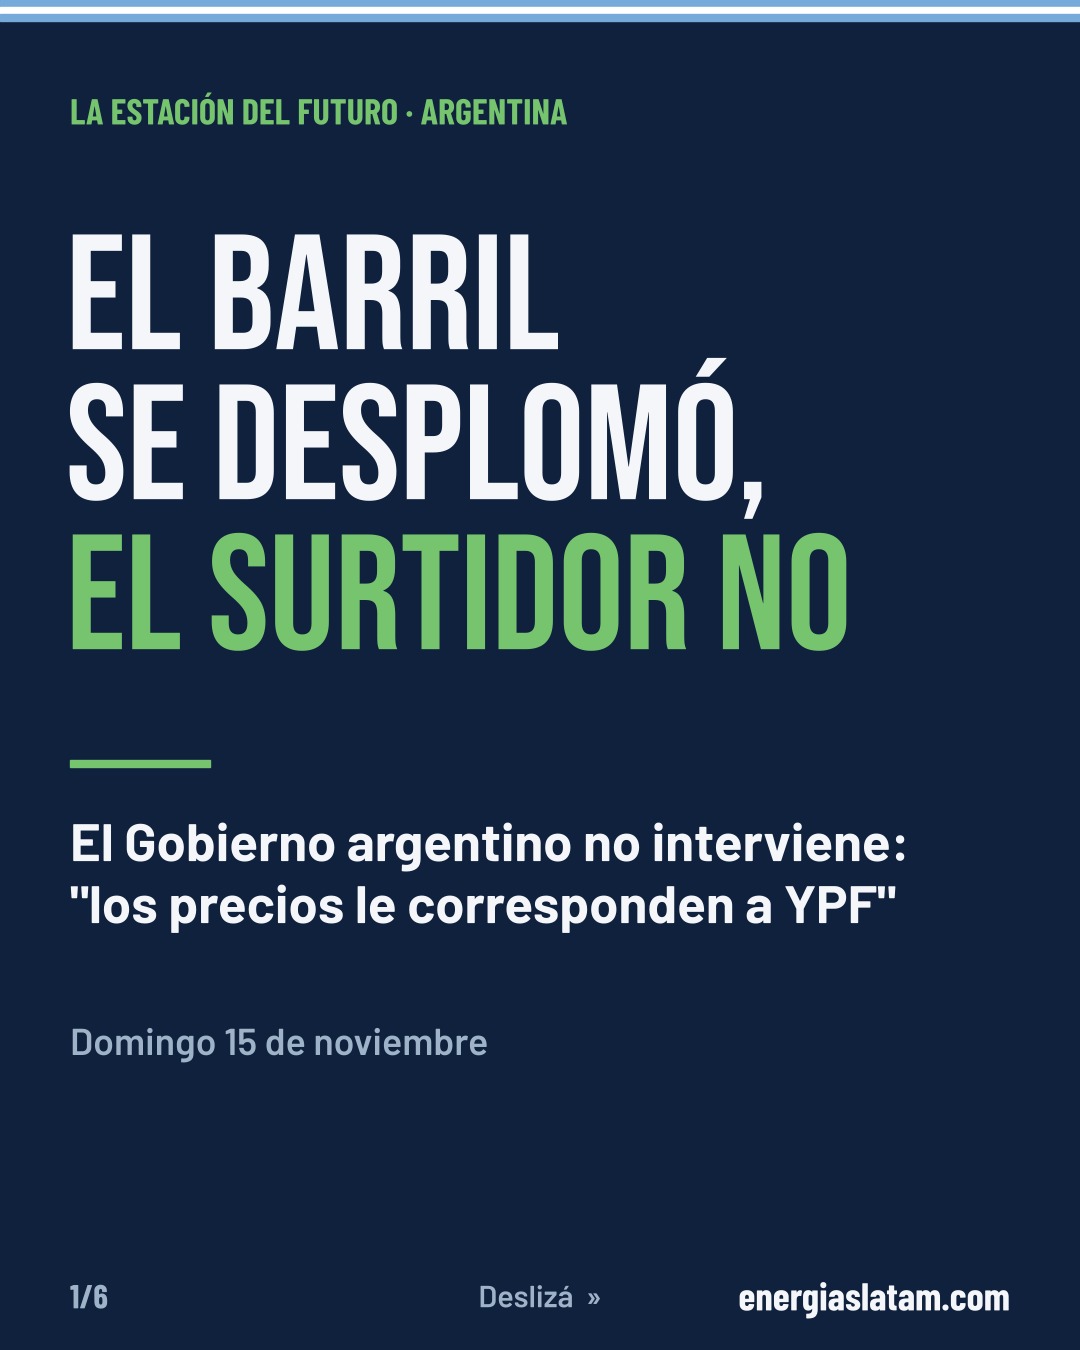 LA ESTACIÓN DEL FUTURO · ARGENTINA
EL BARRIL
SE DESPLOMÓ,
EL SURTIDOR NO
El Gobierno argentino no interviene:
"los precios le corresponden a YPF"
Domingo 15 de noviembre
1/6
Deslizá »
energiaslatam.com